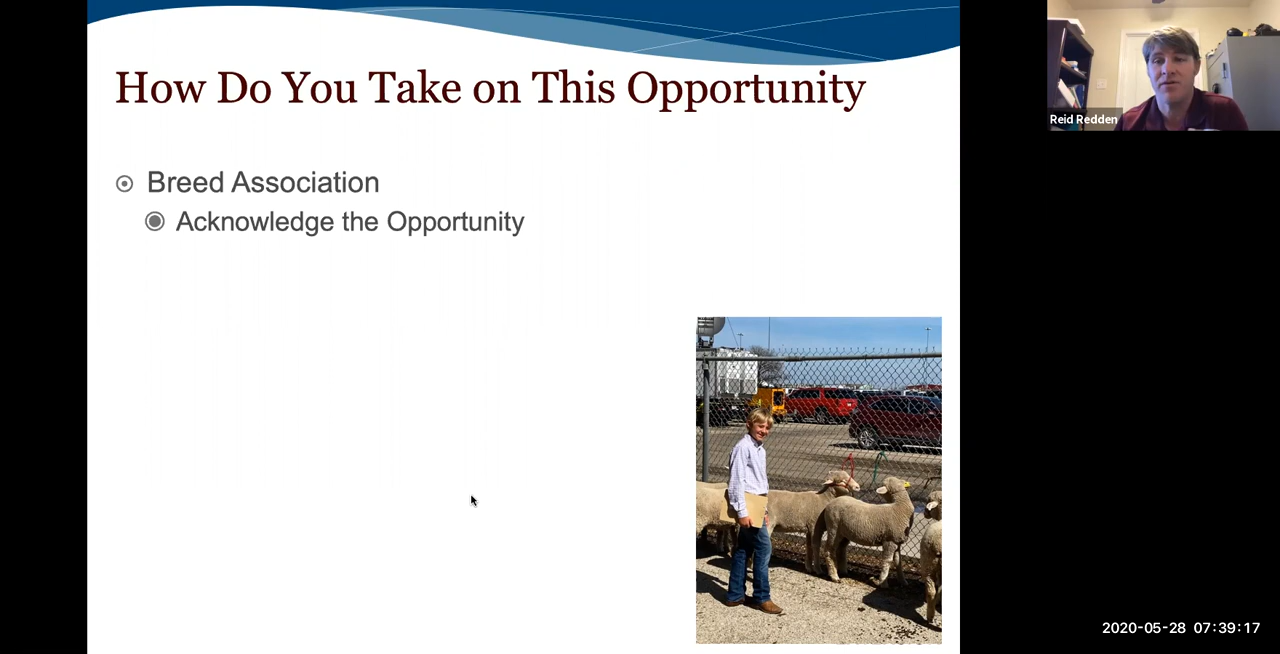 How Do You Take on This Opportunity
Breed Association
Acknowledge the Opportunity
Reid Redden
2020-05-28 07:39:17